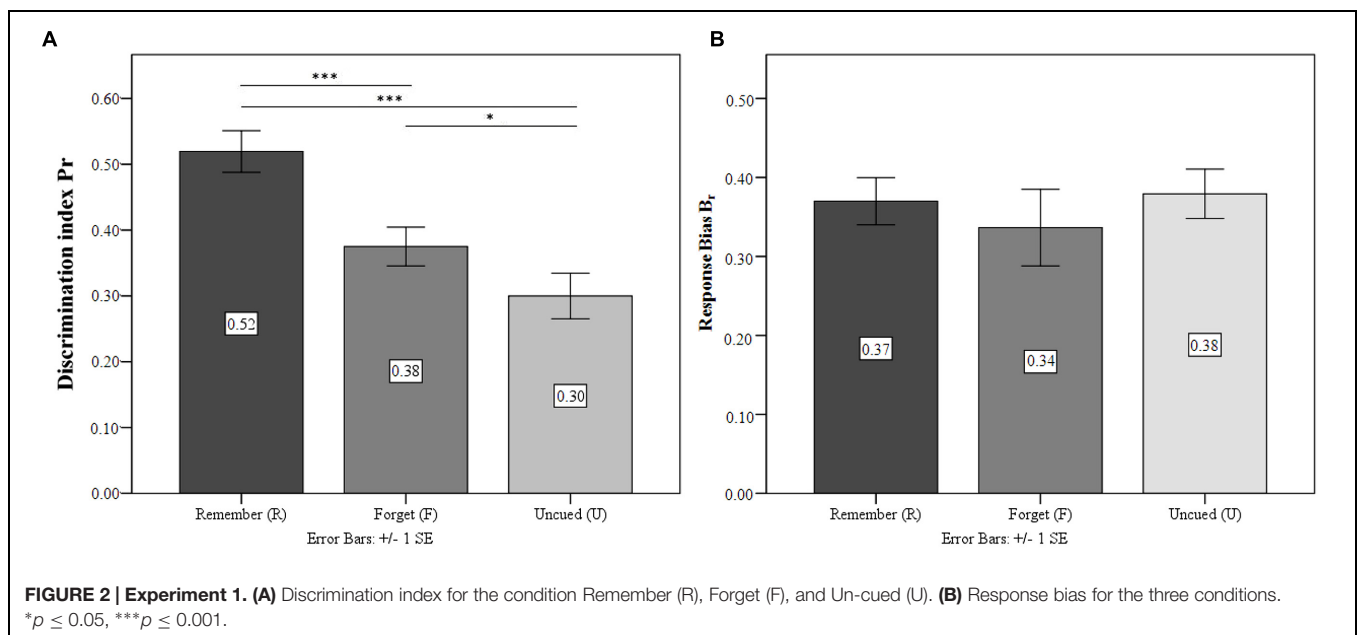 A
Discrimination index Pr
0.60
0.50
0.40
0.30
0.20
0.10
0.00
***
***
*
0.52
0.38
0.30
Remember (R) Forget (F) Uncued (U)
Error Bars: +/- 1 SE
B
Response Bias Br
0.50
0.40
0.30
0.20
0.10
0.00
0.37
0.34
0.38
Remember (R) Forget (F) Uncued (U)
Error Bars: +/- 1 SE
FIGURE 2 | Experiment 1. (A) Discrimination index for the condition Remember (R), Forget (F), and Un-cued (U). (B) Response bias for the three conditions.
*p ≤ 0.05, ***p ≤ 0.001.